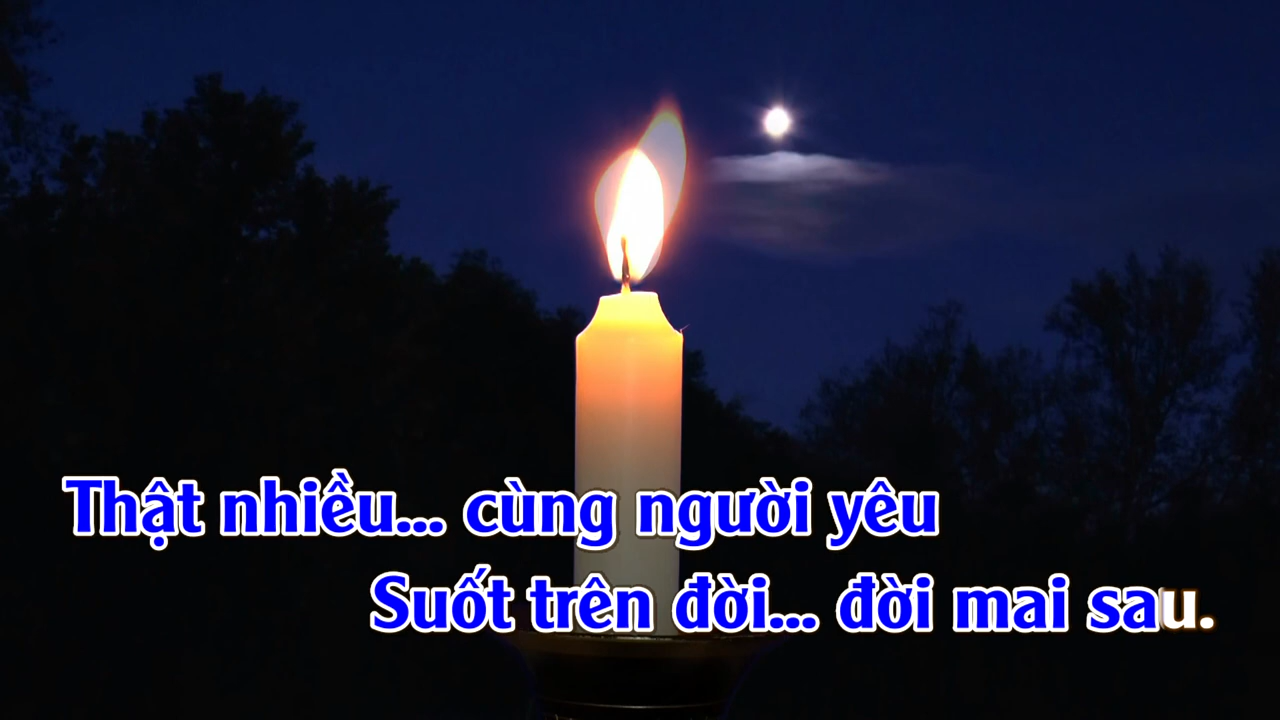 Thật nhiều... cùng người yêu
Suốt trên đời... đời mai sau.